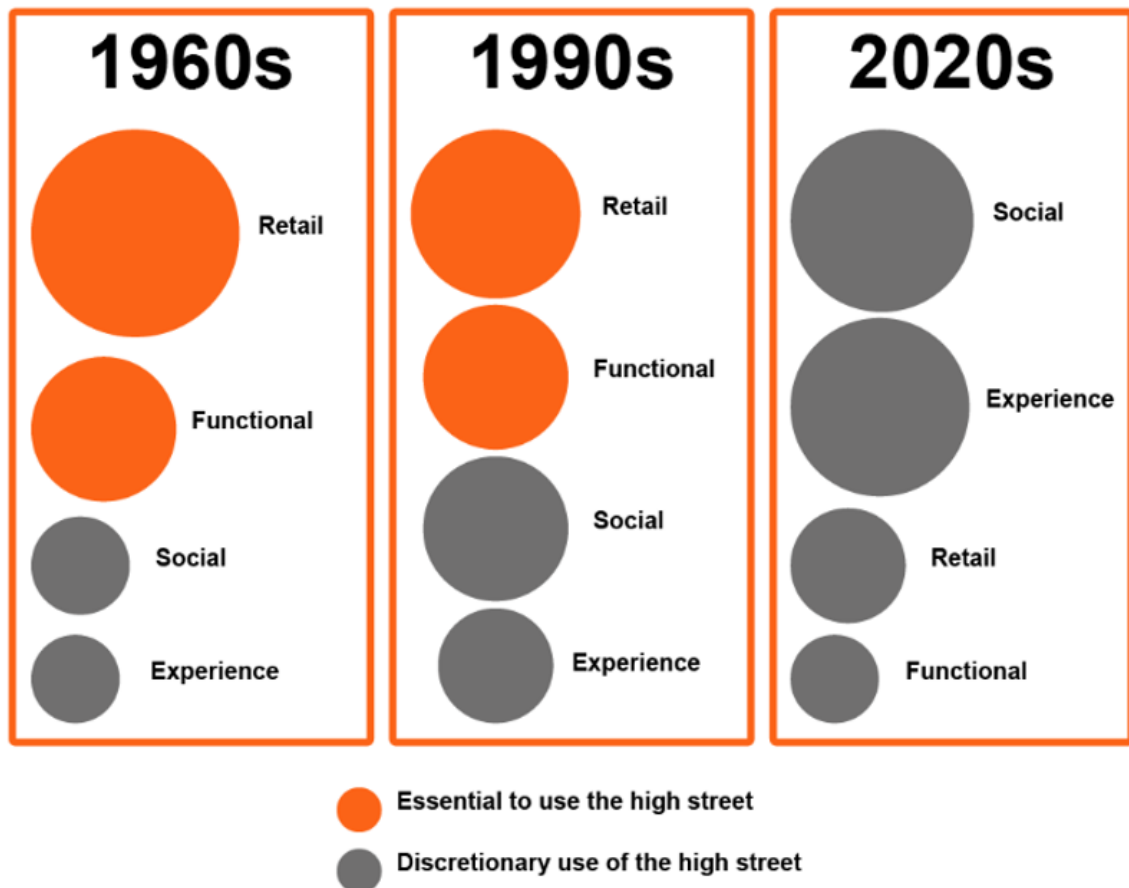 1960s
Retail
Functional
Social
Experience
1990s
Retail
Functional
Social
Experience
2020s
Social
Experience
Retail
Functional
Essential to use the high street
Discretionary use of the high street